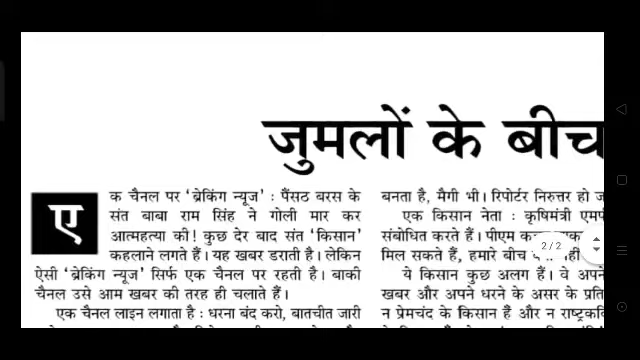 जुमलों के बीच
एक चैनल पर ‘ब्रेकिंग न्यूज’ : पैंसठ बरस के
संत बाबा राम सिंह ने गोली मार कर
आत्महत्या की! कुछ देर बाद संत ‘किसान’
कहलाने लगते हैं। यह खबर डराती है। लेकिन
ऐसी ‘ब्रेकिंग न्यूज’ सिर्फ एक चैनल पर रहती है। बाकी
चैनल उसे आम खबर की तरह ही चलाते हैं।
एक चैनल लाइन लगाता है : धरना बंद करो, बातचीत जारी
बनता है, मैगी भी। रिपोर्टर निरुत्तर हो
एक किसान नेता : कृषिमंत्री
संबोधित करते हैं। पीएम
मिल सकते हैं, हमारे बीच
ये किसान कुछ अलग हैं। वे अपने
खबर और अपने धरने के असर के प्रति
न प्रेमचंद के किसान हैं और न
2/2